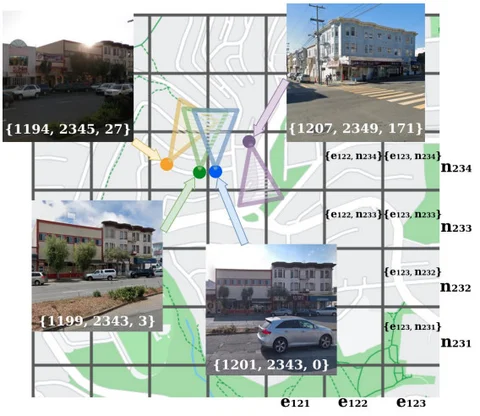 {1194, 2345, 27}
{1207, 2349, 171}
{e122, n234} {e123, n234}
n234
{e122, n233} {e123, n233}
n233
{e123, n232}
n232
{1199, 2343, 3}
{e123, n231}
n231
{1201, 2343, 0}
e121 e122 e123